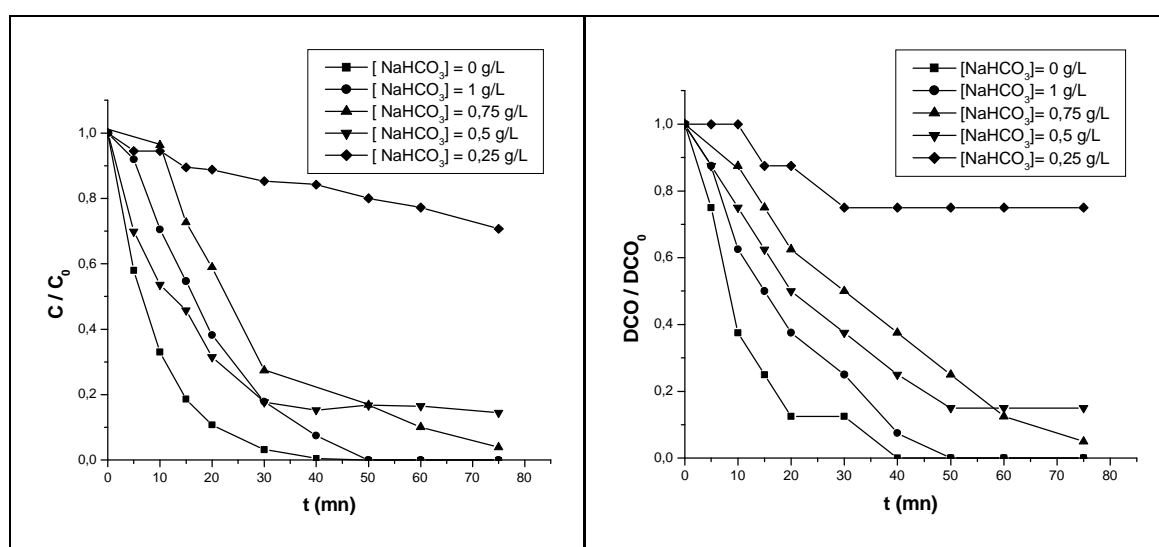 [ NaHCO3] = 0 g/L
[ NaHCO3] = 1 g/L
[ NaHCO3] = 0,75 g/L
[ NaHCO3] = 0,5 g/L
[ NaHCO3] = 0,25 g/L
1,0
0,8
0,6
0,4
0,2
0,0
C / C0
0 10 20 30 40 50 60 70 80
t (mn)
[NaHCO3]= 0 g/L
[NaHCO3]= 1 g/L
[NaHCO3]= 0,75 g/L
[NaHCO3]= 0,5 g/L
[NaHCO3]= 0,25 g/L
1,0
0,8
0,6
0,4
0,2
0,0
DCO / DCO0
0 10 20 30 40 50 60 70 80
t (mn)